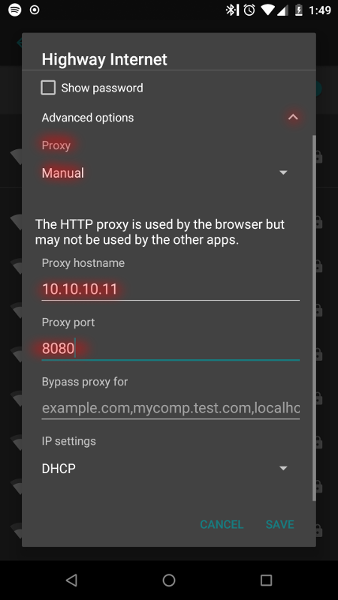 1:49
Highway Internet
Show password
Advanced options
Proxy
Manual
The HTTP proxy is used by the browser but
may not be used by the other apps.
Proxy hostname
10.10.10.11
Proxy port
8080
Bypass proxy for
example.com,mycomp.test.com,localhc
IP settings
DHCP
CANCEL SAVE